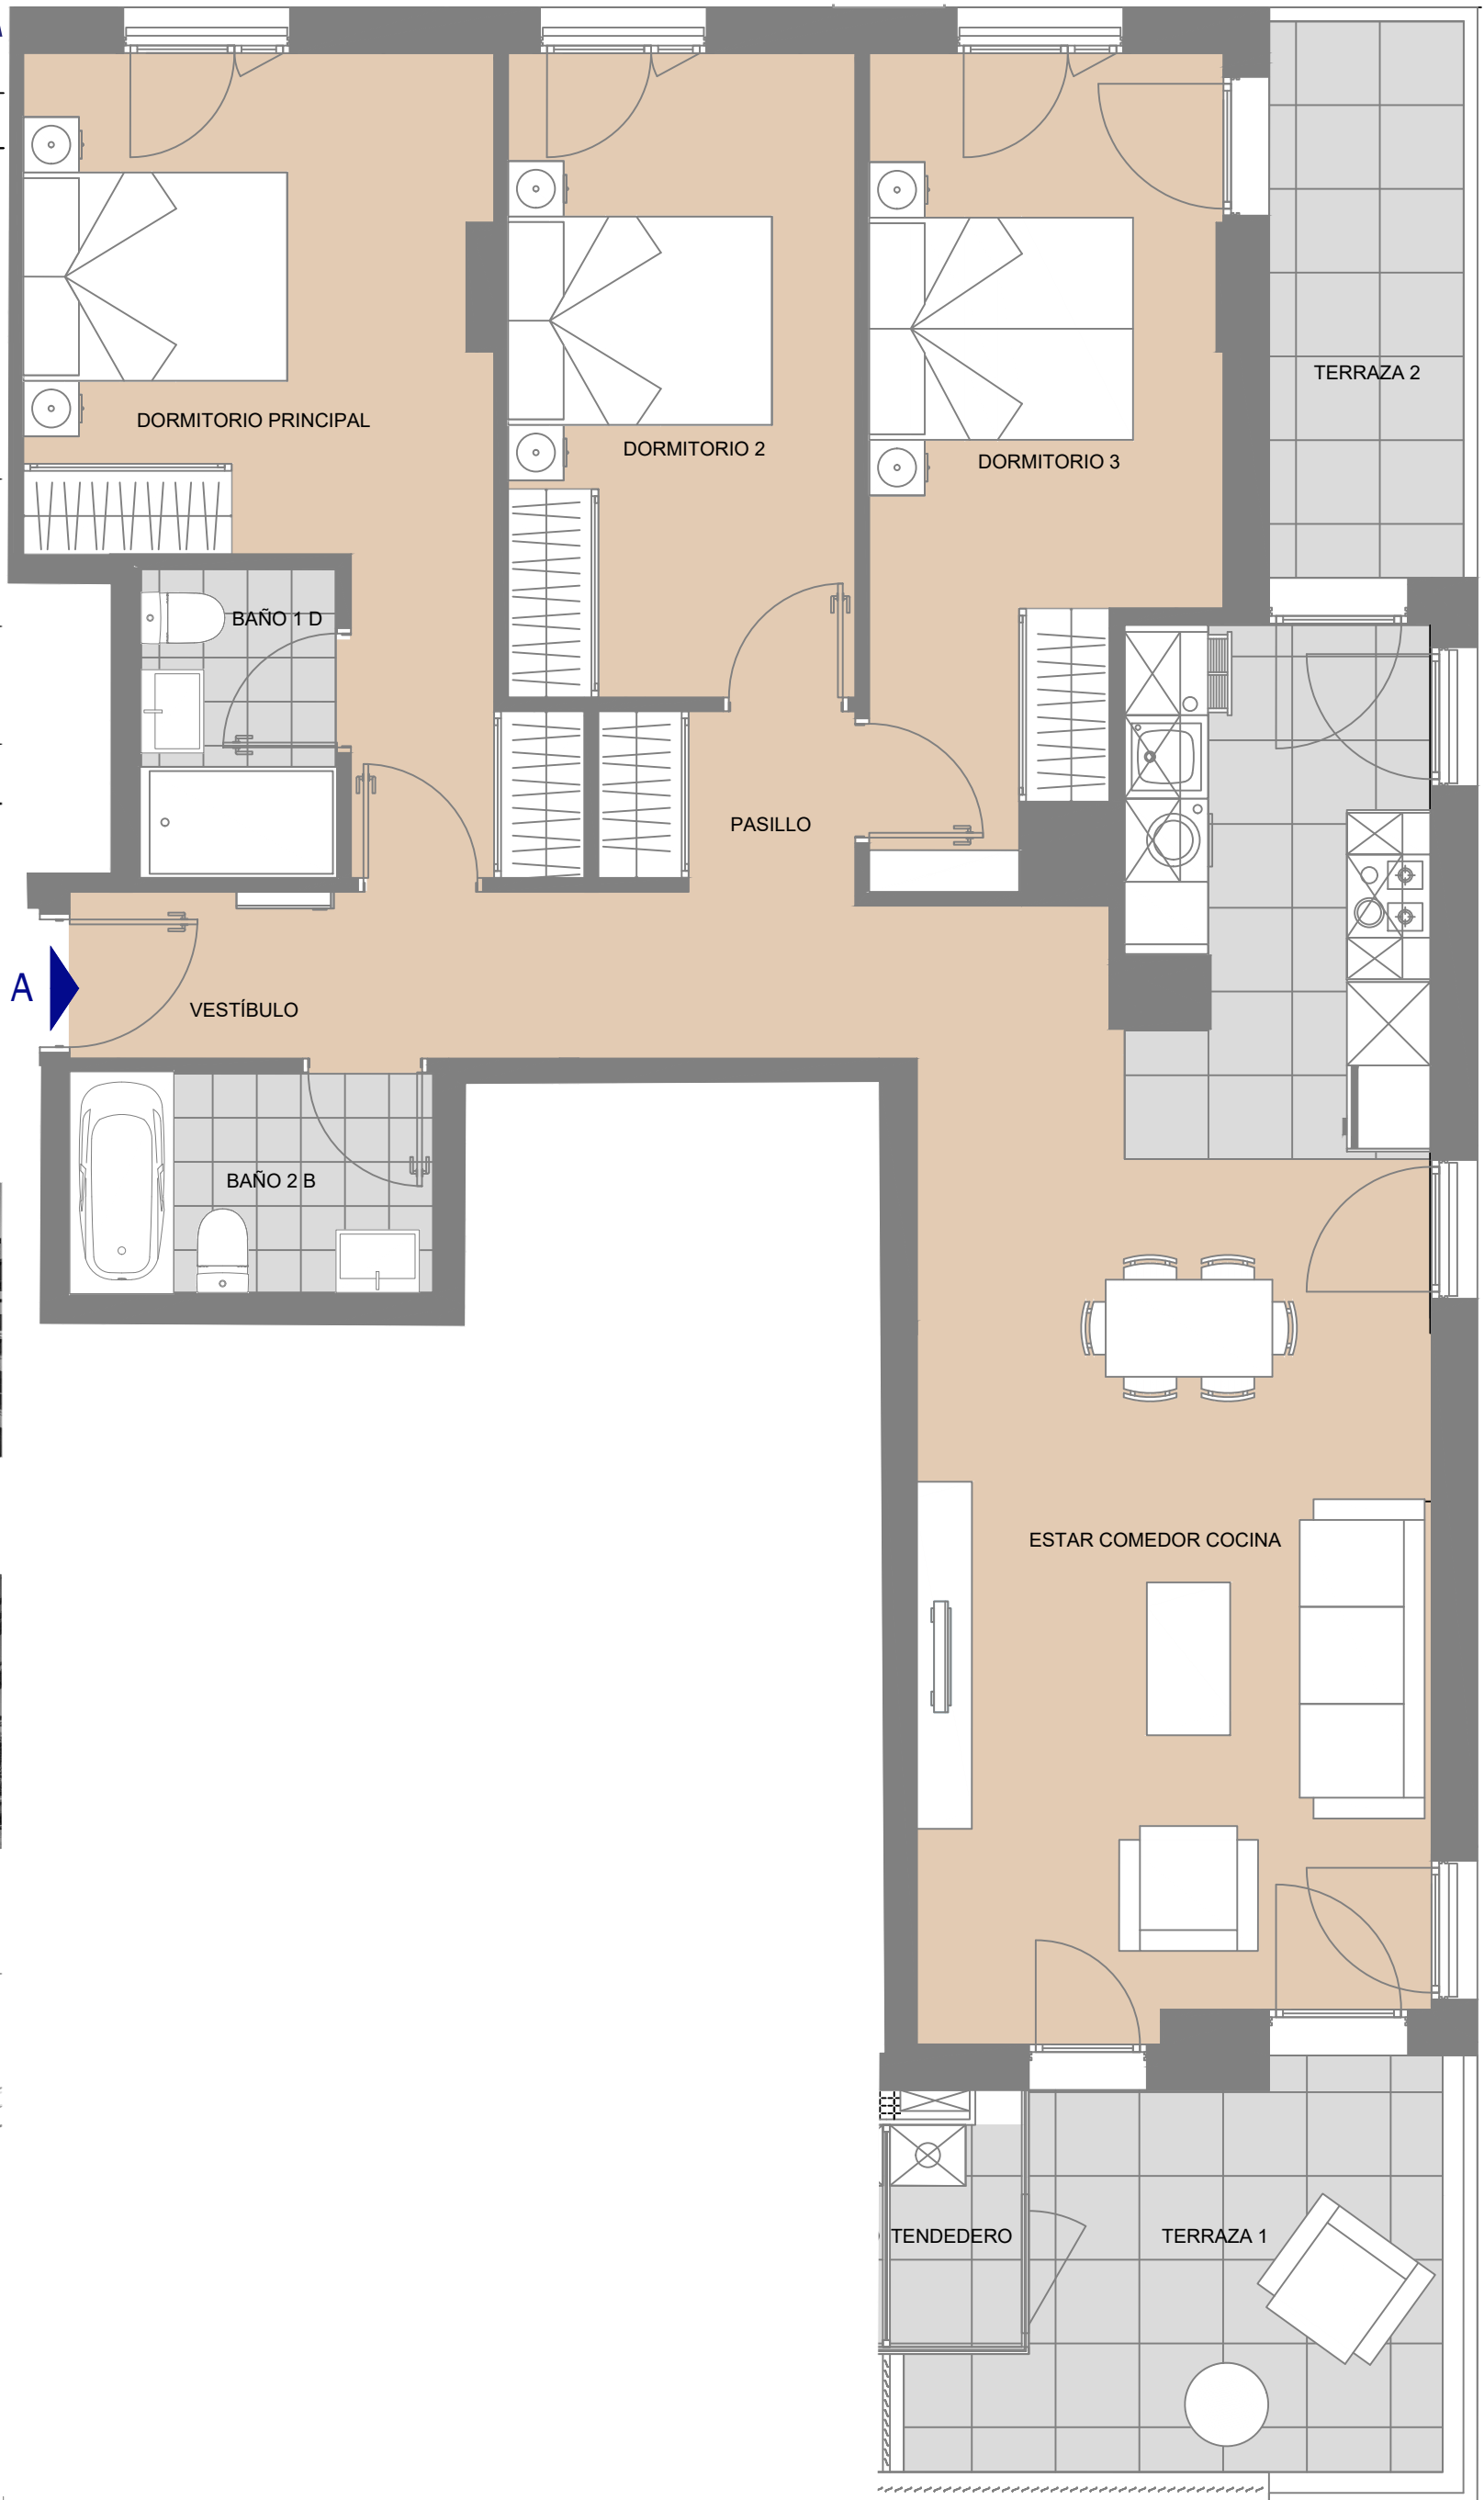 TERRAZA 2
DORMITORIO PRINCIPAL
DORMITORIO 2
DORMITORIO 3
BAÑO 1 D
PASILLO
A
VESTÍBULO
BAÑO 2 B
ESTAR COMEDOR COCINA
TENDEDERO
TERRAZA 1